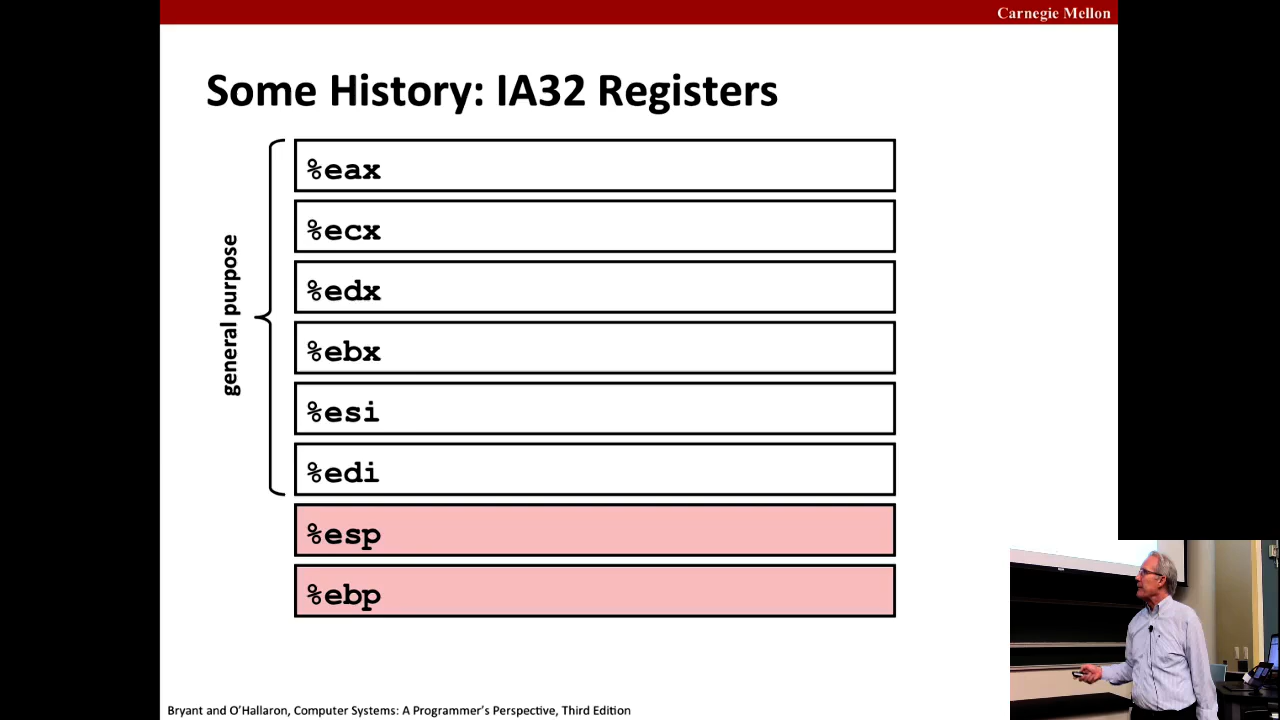 Carnegie Mellon
Some History: IA32 Registers
general purpose
%eax
%ecx
%edx
%ebx
%esi
%edi
%esp
%ebp
Bryant and O'Hallaron, Computer Systems: A Programmer's Perspective, Third Edition